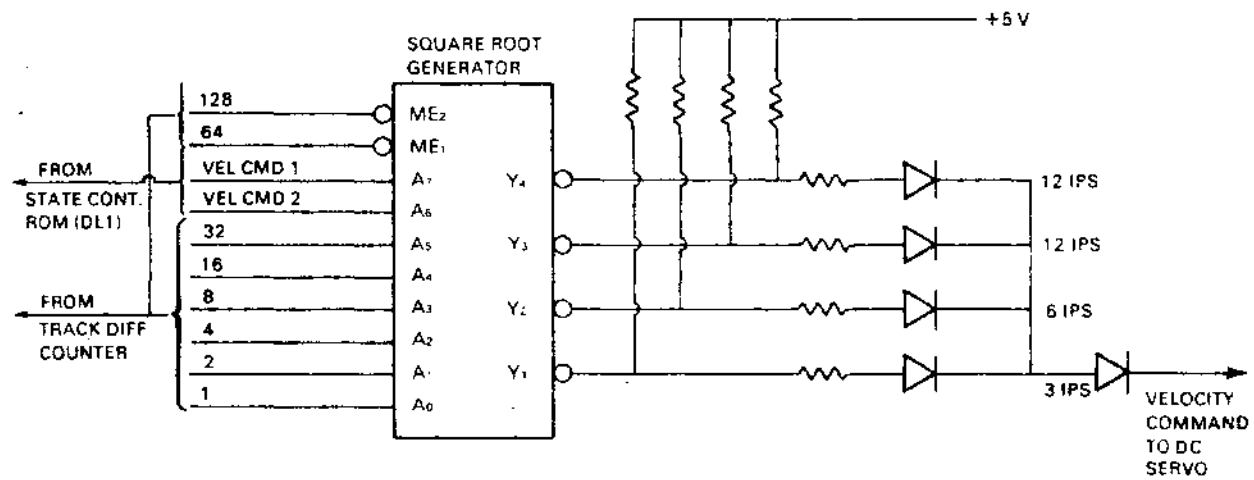 +5 V
SQUARE ROOT
GENERATOR
128
ME2
64
ME1
FROM
STATE CONT.
ROM (DL1)
VEL CMD 1
A7
Y4
12 IPS
VEL CMD 2
A6
32
A5
Y3
12 IPS
16
A4
FROM
TRACK DIFF
COUNTER
8
A3
Y2
6 IPS
4
A2
2
A1
Y1
3 IPS
1
A0
VELOCITY
COMMAND
TO DC
SERVO